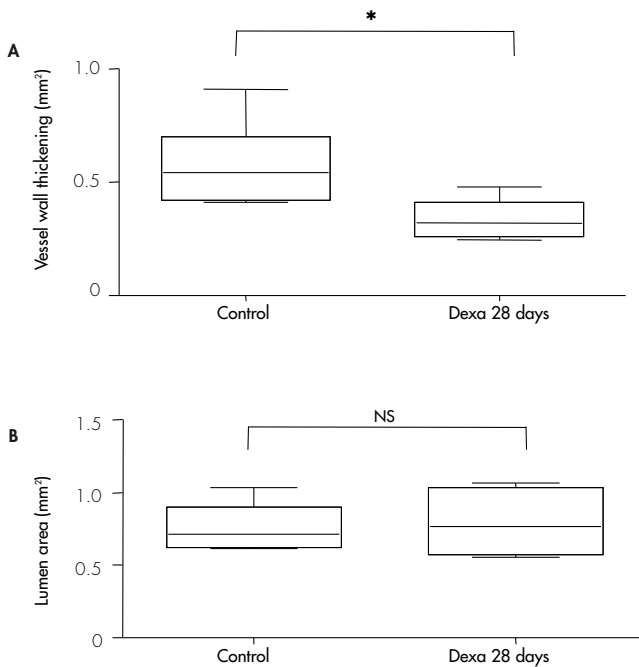 *
A
Vessel wall thickening (mm²)
1.0
0.5
0
Control
Dexa 28 days
B
Lumen area (mm²)
NS
1.5
1.0
0.5
0
Control
Dexa 28 days